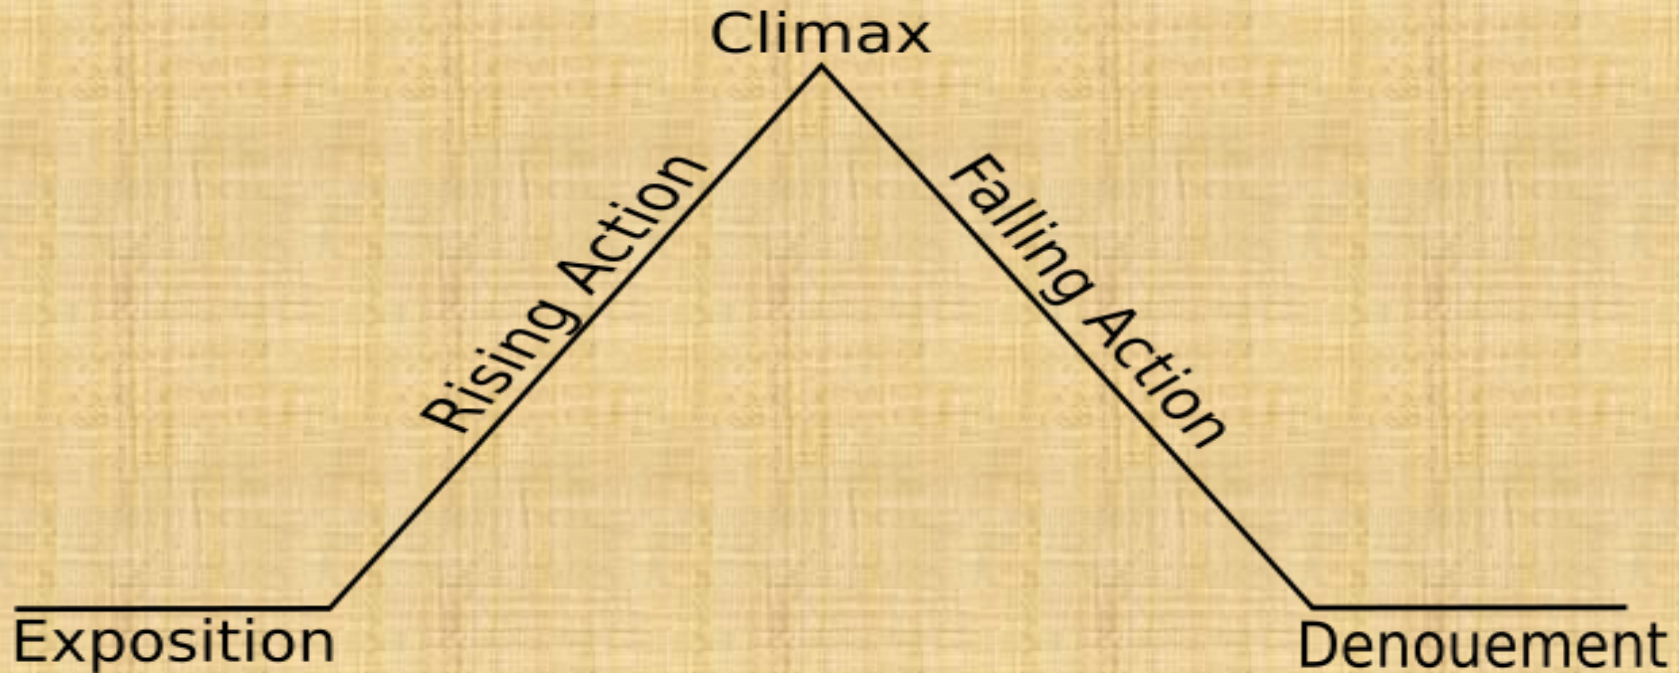 Climax
Rising Action
Falling Action
Exposition
Denouement